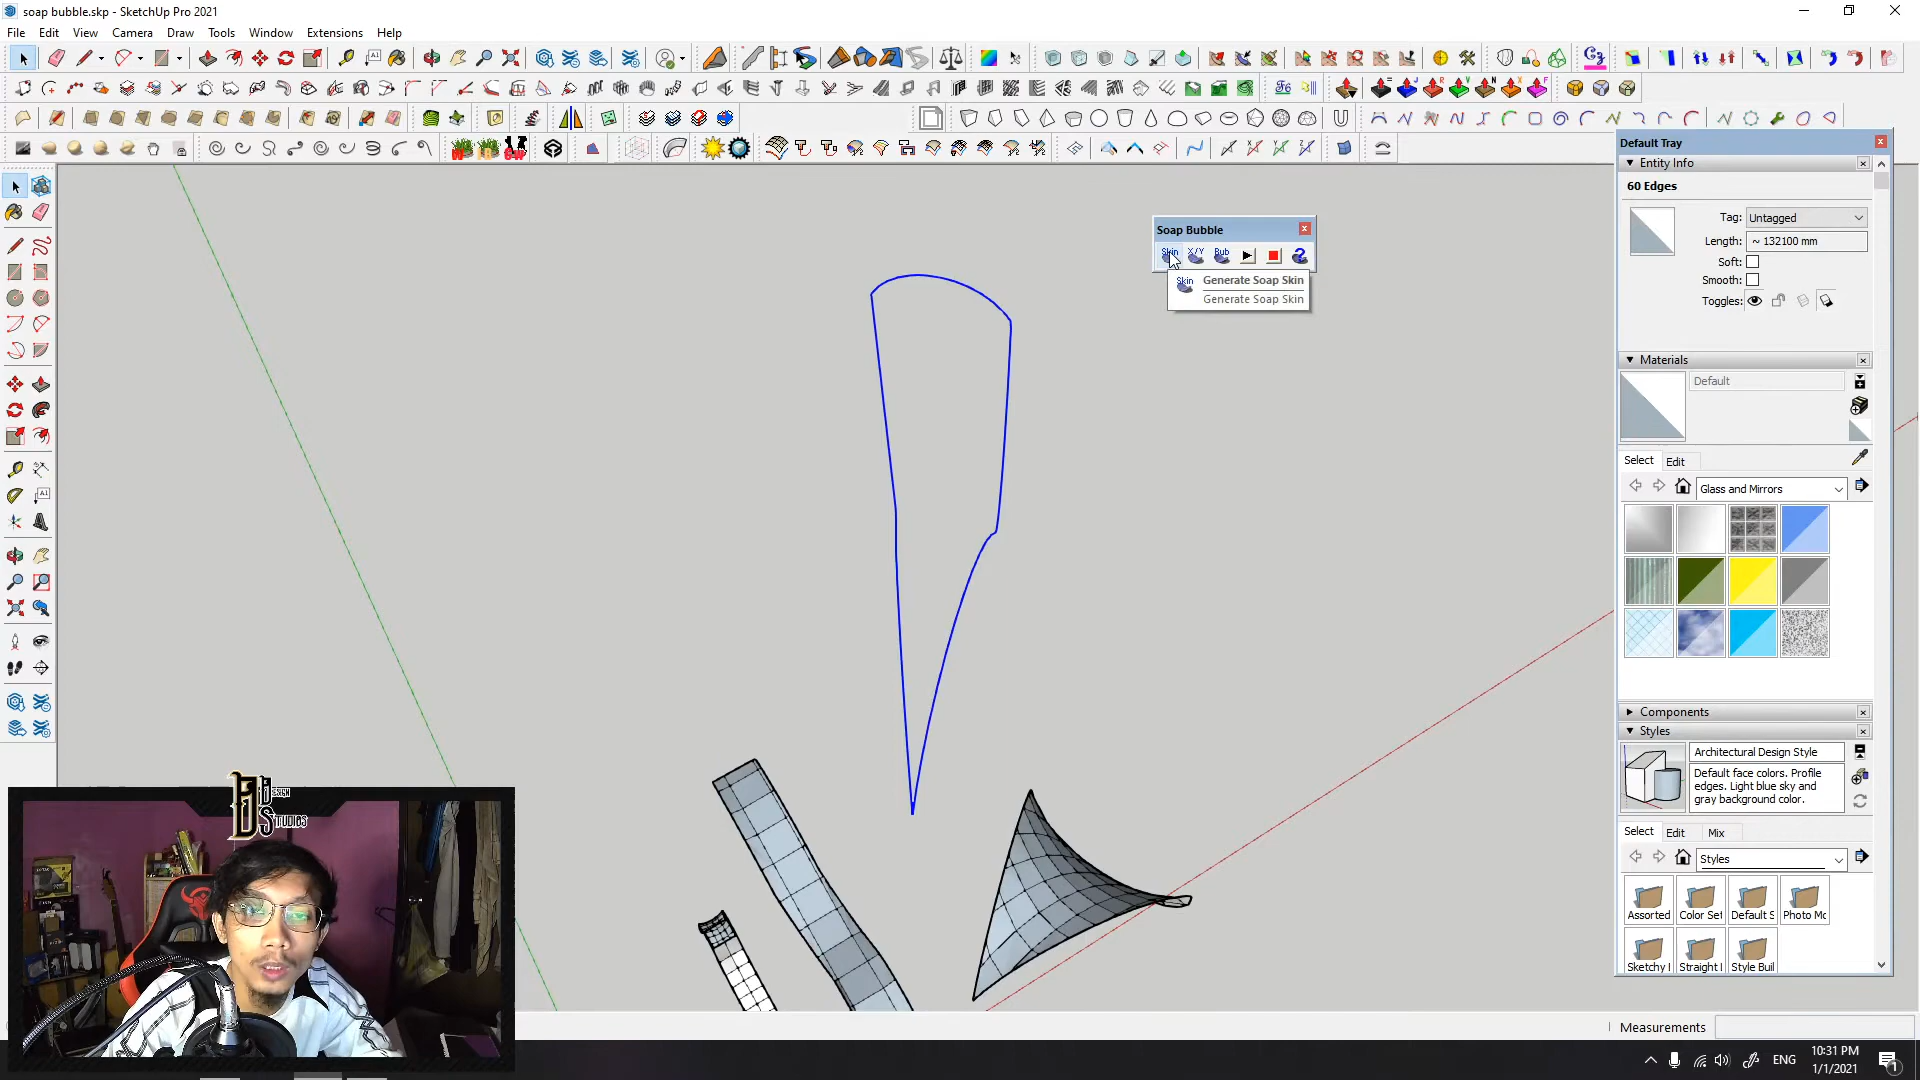 soap bubble.skp - SketchUp Pro 2021
File Edit View Camera Draw Tools Window Extensions Help
Default Tray
Entity Info
60 Edges
Tag: Untagged
Length: ~ 132100 mm
Soft:
Smooth:
Toggles:
Soap Bubble
Skin X/Y Bub
Skin Generate Soap Skin
Generate Soap Skin
Materials
Default
Select Edit
Glass and Mirrors
Components
Styles
Architectural Design Style
Default face colors. Profile
edges. Light blue sky and
gray background color.
Select Edit Mix
Styles
Assorted Color Set Default S Photo Mo
Sketchy I Straight I Style Buil
DESIGN
STUDIOS
Measurements
ENG
10:31 PM
1/1/2021